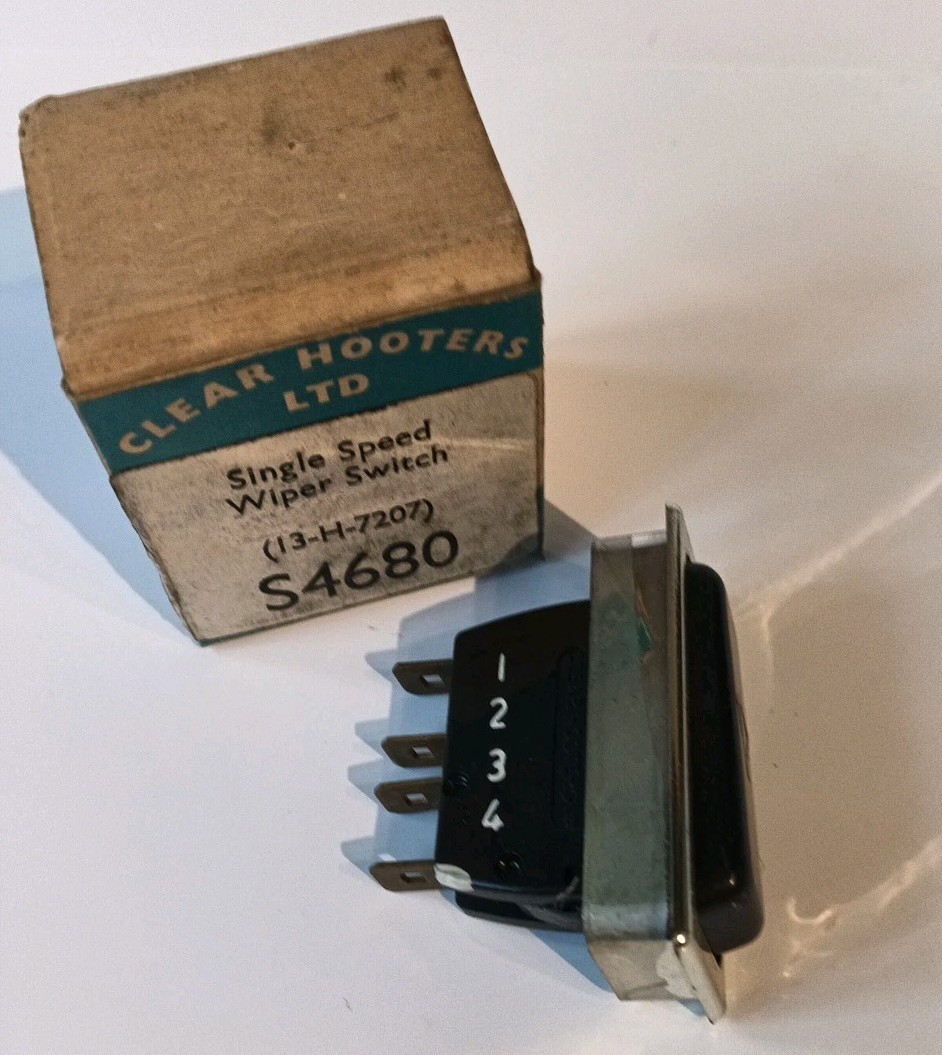 CLEAR HOOTERS
LTD
Single Speed
Wiper Switch
(13-H-7207)
S4680
1
2
3
4